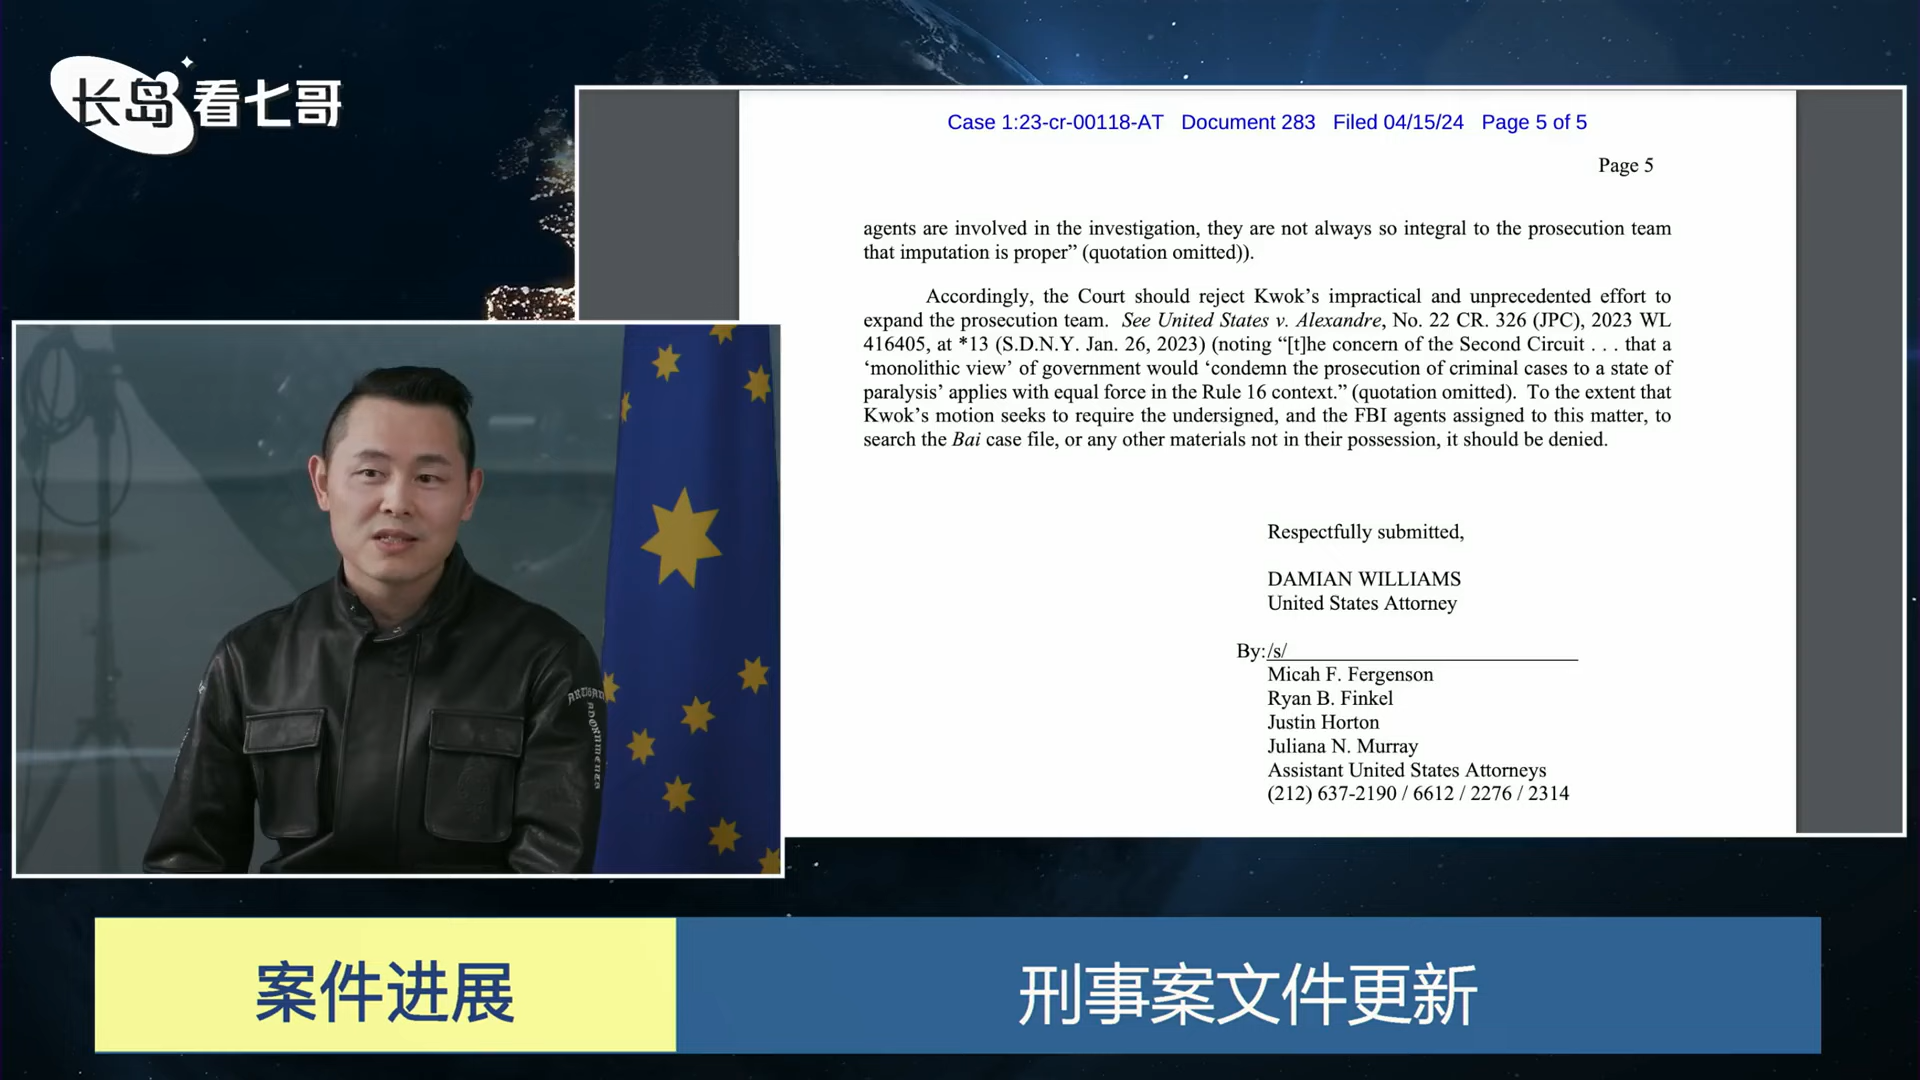 长岛看七哥
Case 1:23-cr-00118-AT Document 283 Filed 04/15/24 Page 5 of 5
Page 5
agents are involved in the investigation, they are not always so integral to the prosecution team
that imputation is proper” (quotation omitted)).
Accordingly, the Court should reject Kwok’s impractical and unprecedented effort to
expand the prosecution team. See United States v. Alexandre, No. 22 CR. 326 (JPC), 2023 WL
416405, at *13 (S.D.N.Y. Jan. 26, 2023) (noting “[t]he concern of the Second Circuit . . . that a
‘monolithic view’ of government would ‘condemn the prosecution of criminal cases to a state of
paralysis’ applies with equal force in the Rule 16 context.” (quotation omitted). To the extent that
Kwok’s motion seeks to require the undersigned, and the FBI agents assigned to this matter, to
search the Bai case file, or any other materials not in their possession, it should be denied.
Respectfully submitted,
DAMIAN WILLIAMS
United States Attorney
By:/s/
Micah F. Fergenson
Ryan B. Finkel
Justin Horton
Juliana N. Murray
Assistant United States Attorneys
(212) 637-2190 / 6612 / 2276 / 2314
ARTISAN
ADORNMENTS
案件进展
刑事案文件更新